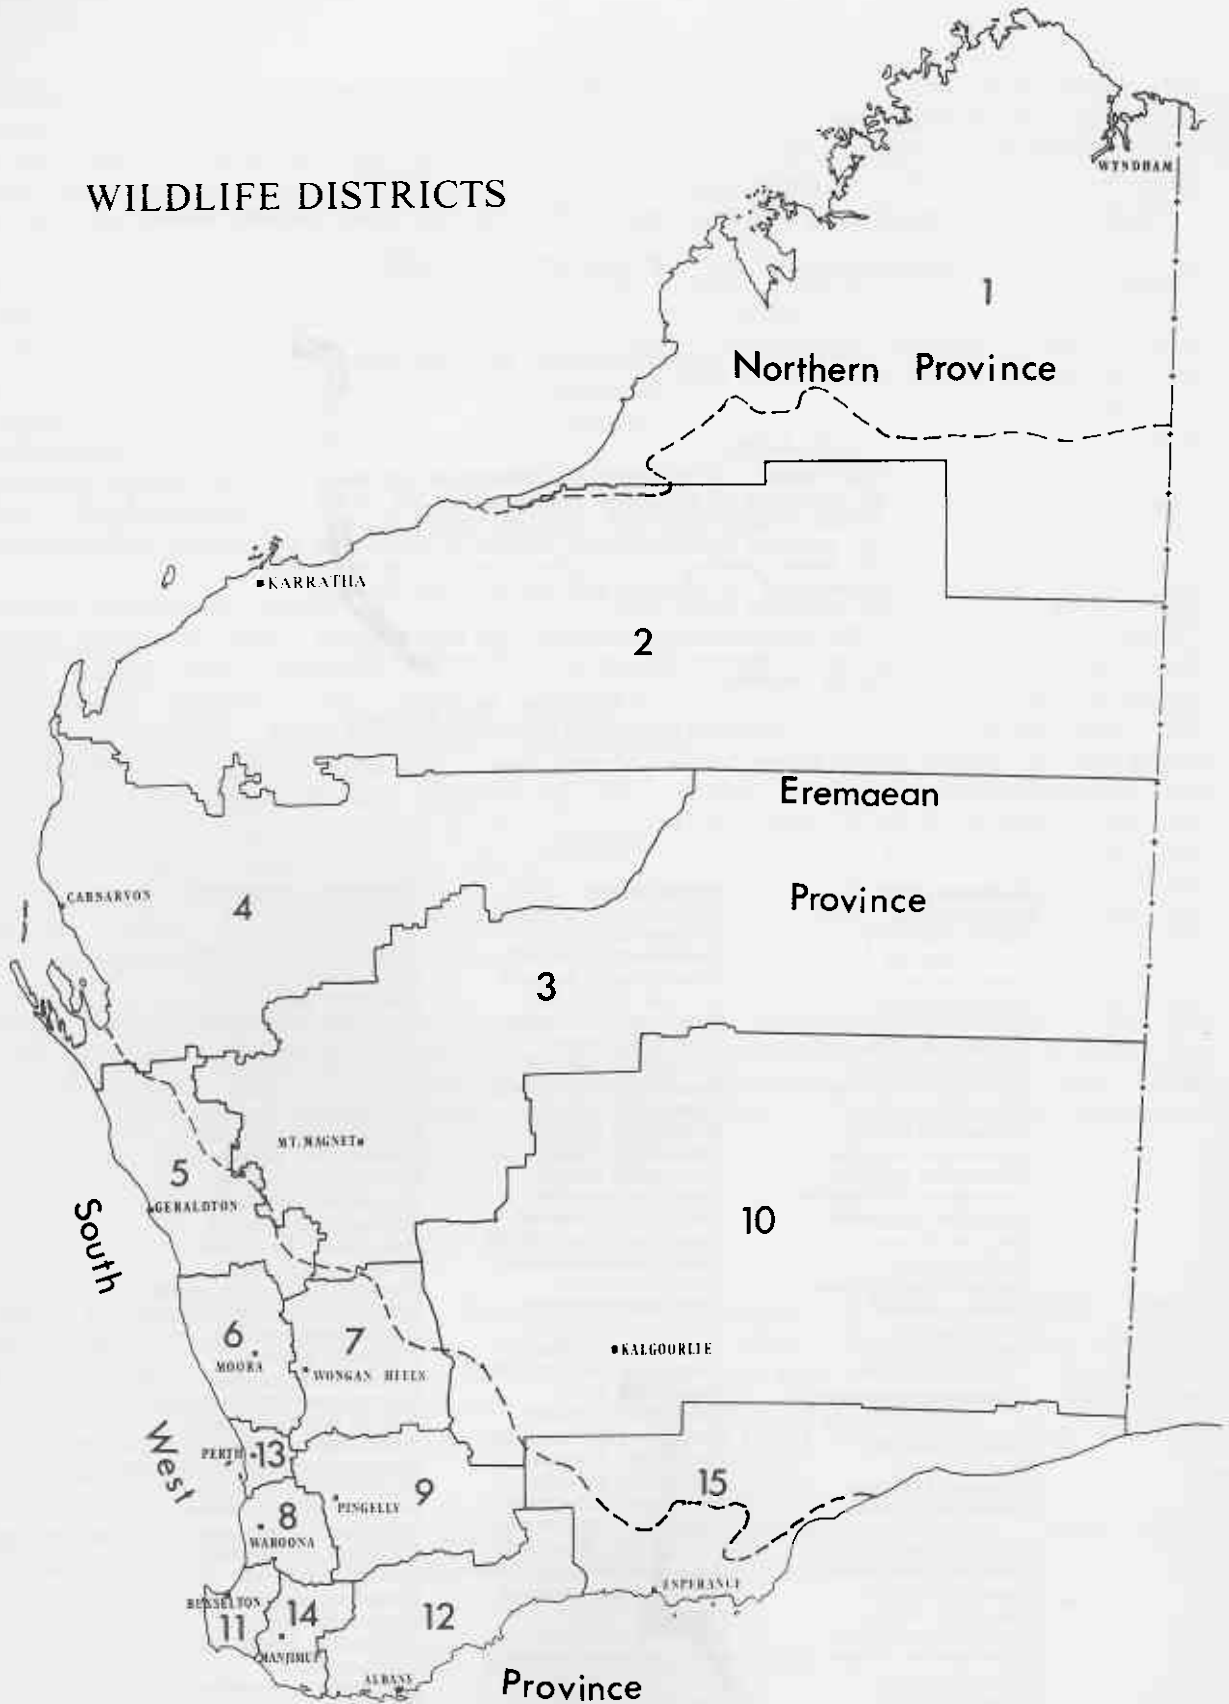 WILDLIFE DISTRICTS
WYNDHAM
1
Northern Province
KARRATHA
2
Eremaean
Province
CARNARVON
4
3
MT. MAGNET
5
GERALDTON
South
10
6
MOORA
7
WONGAN HILLS
KALGOORLIE
West
PERTH
13
9
PINGELLY
15
8
WAROONA
ESPERANCE
BUSSELTON
11
14
12
MANJIMUP
ALBANY
Province